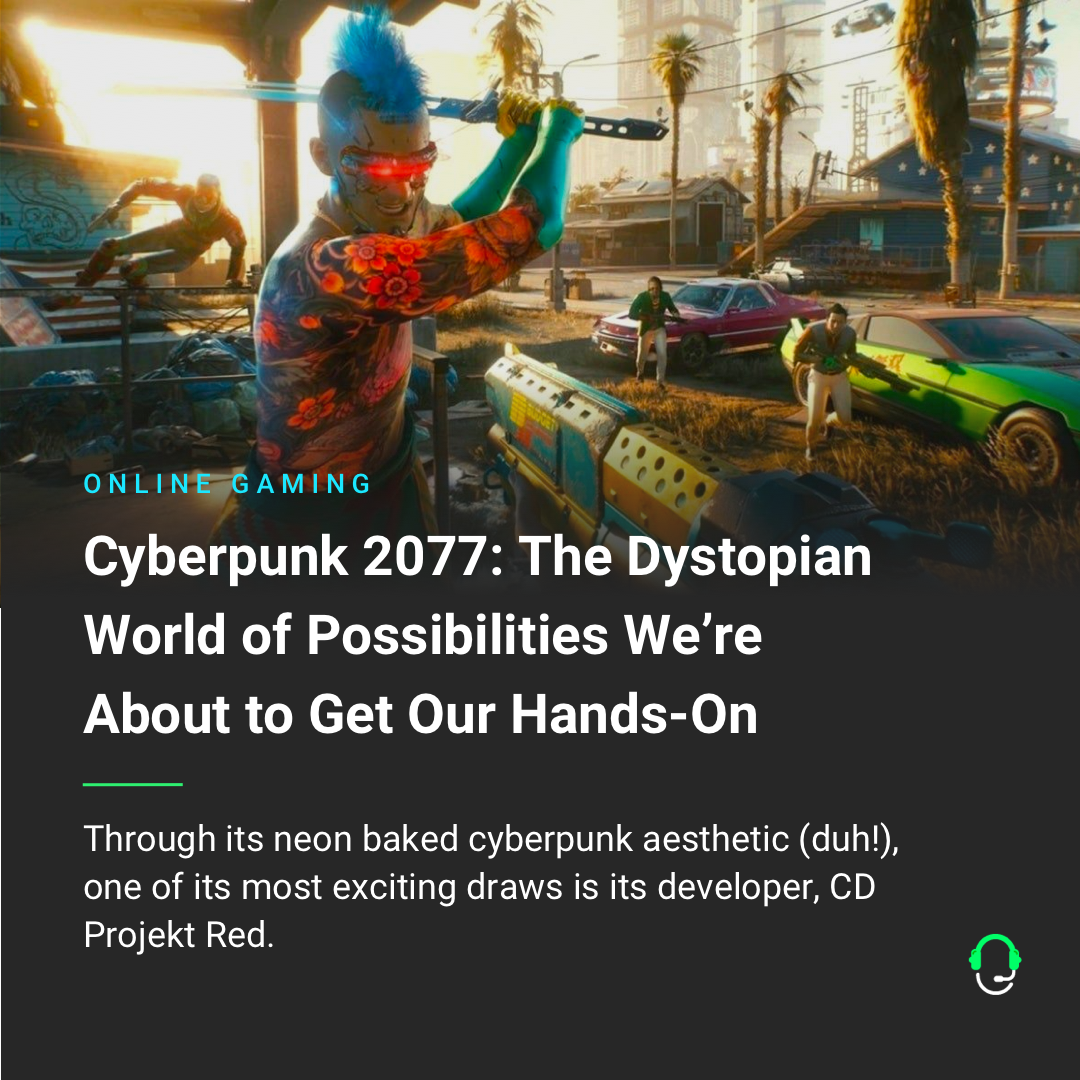 ONLINE GAMING
Cyberpunk 2077: The Dystopian
World of Possibilities We’re
About to Get Our Hands-On
Through its neon baked cyberpunk aesthetic (duh!),
one of its most exciting draws is its developer, CD
Projekt Red.